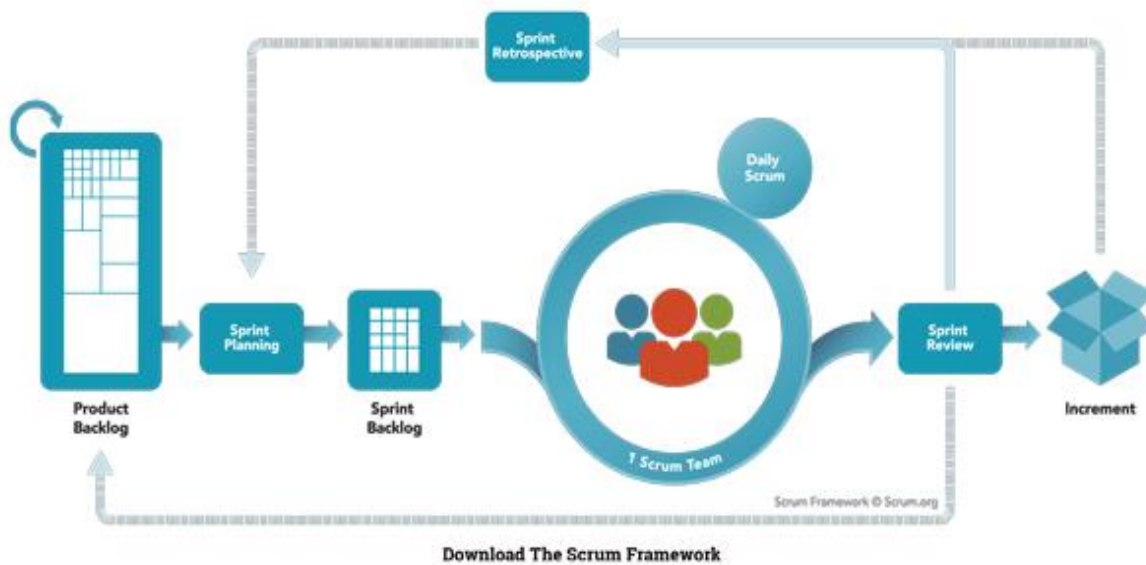 Sprint
Retrospective
Daily
Scrum
Sprint
Planning
Sprint
Review
Product
Backlog
Sprint
Backlog
Increment
1 Scrum Team
Scrum Framework © Scrum.org
Download The Scrum Framework